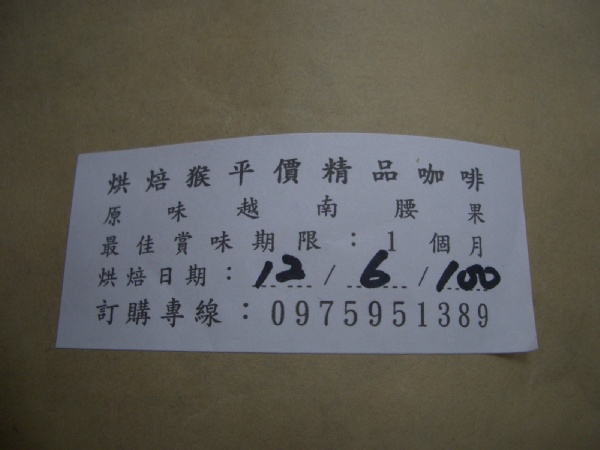 烘焙猴平價精品咖啡
原味越南腰果
最佳賞味期限：1個月
烘焙日期：12/6/100
訂購專線：0975951389